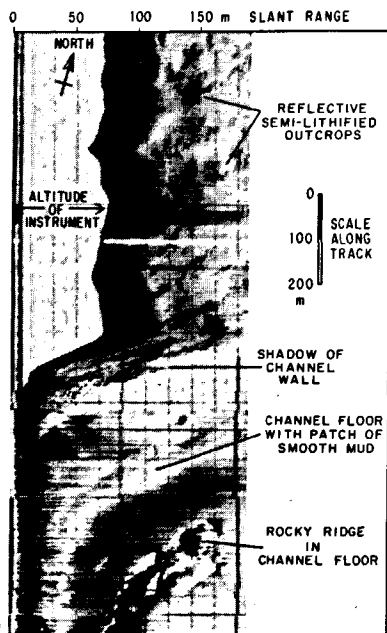 0 50 100 150 m SLANT RANGE
NORTH
REFLECTIVE
SEMI-LITHIFIED
OUTCROPS
ALTITUDE
OF
INSTRUMENT
0
100
200
m
SCALE
ALONG
TRACK
SHADOW OF
CHANNEL
WALL
CHANNEL FLOOR
WITH PATCH OF
SMOOTH MUD
ROCKY RIDGE
IN
CHANNEL FLOOR